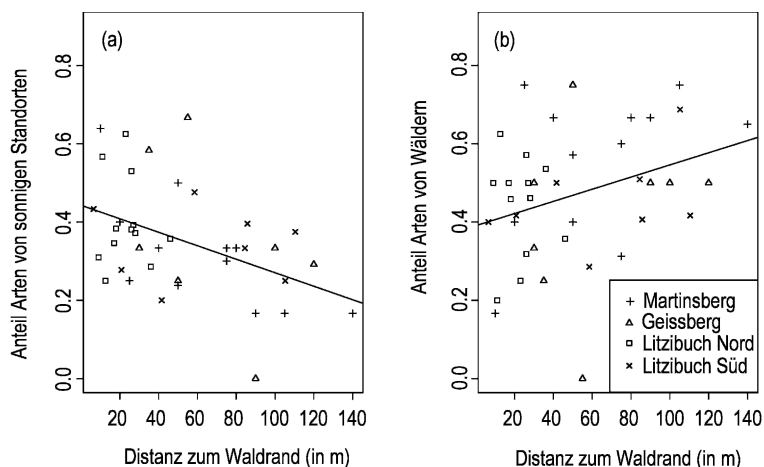 (a)
Anteil Arten von sonnigen Standorten
0.8
0.6
0.4
0.2
0.0
20 40 60 80 100 120 140
Distanz zum Waldrand (in m)
(b)
Anteil Arten von Wäldern
0.8
0.6
0.4
0.2
0.0
Martinsberg
Geissberg
Litzibuch Nord
Litzibuch Süd
20 40 60 80 100 120 140
Distanz zum Waldrand (in m)